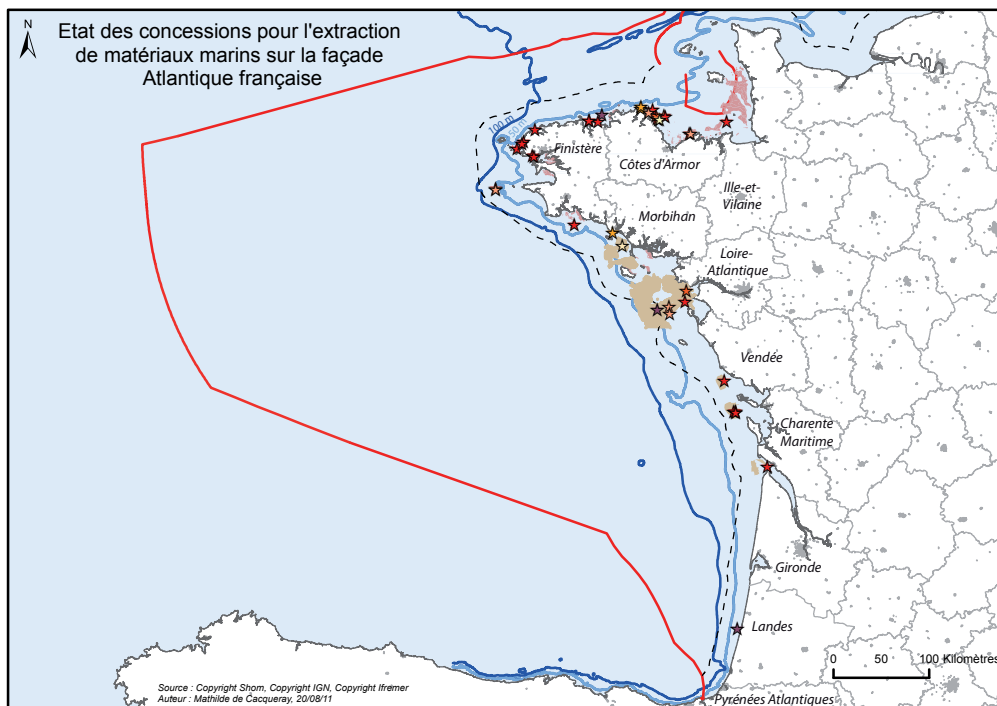 N
Etat des concessions pour l'extraction
de matériaux marins sur la façade
Atlantique française
100 m
50 m
Finistère
Côtes d'Armor
Ille-et-
Vilaine
Morbihan
Loire-
Atlantique
Vendée
Charente
Maritime
Gironde
Landes
0 50 100 Kilomètres
Pyrénées Atlantiques
Source : Copyright Shom, Copyright IGN, Copyright Ifremer
Auteur : Mathilde de Cacqueray, 20/08/11